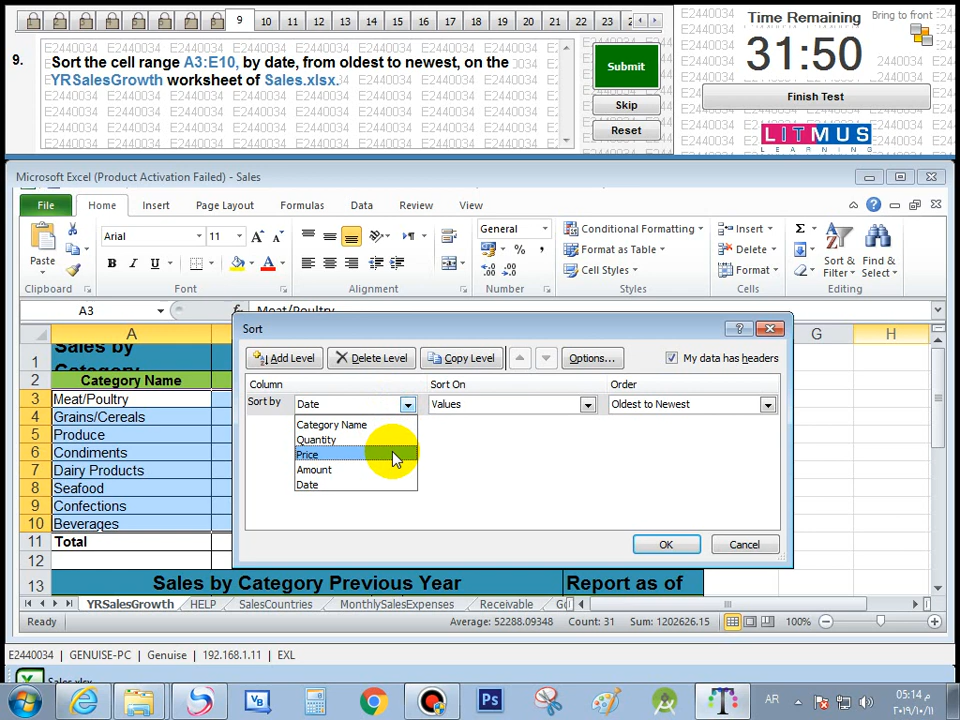 9 10 11 12 13 14 15 16 17 18 19 20 21 22 23
Time Remaining
Bring to front
31:50
9. Sort the cell range A3:E10, by date, from oldest to newest, on the
YRSalesGrowth worksheet of Sales.xlsx.
Submit
Skip
Reset
Finish Test
LITMUS
LEARNING
E2440034
Microsoft Excel (Product Activation Failed) - Sales
File Home Insert Page Layout Formulas Data Review View
Paste
Clipboard
Arial 11
B I U
Font
Alignment
General
Number
Conditional Formatting
Format as Table
Cell Styles
Styles
Insert
Delete
Format
Cells
Sort & Filter
Find & Select
Editing
A3
Meat/Poultry
A G H
1 Sales by
Category
2 Category Name
3 Meat/Poultry
4 Grains/Cereals
5 Produce
6 Condiments
7 Dairy Products
8 Seafood
9 Confections
10 Beverages
11 Total
12
13 Sales by Category Previous Year Report as of
Sort
Add Level Delete Level Copy Level Options... My data has headers
Column Sort On Order
Sort by Date Values Oldest to Newest
Category Name
Quantity
Price
Amount
Date
OK Cancel
YRSalesGrowth HELP SalesCountries MonthlySalesExpenses Receivable
Ready Average: 52288.09348 Count: 31 Sum: 1202626.15 100%
E2440034 GENUISE-PC Genuise 192.168.1.11 EXL
Sales.xlsx
AR
05:14 م
٢٠١٩/١٠/١١